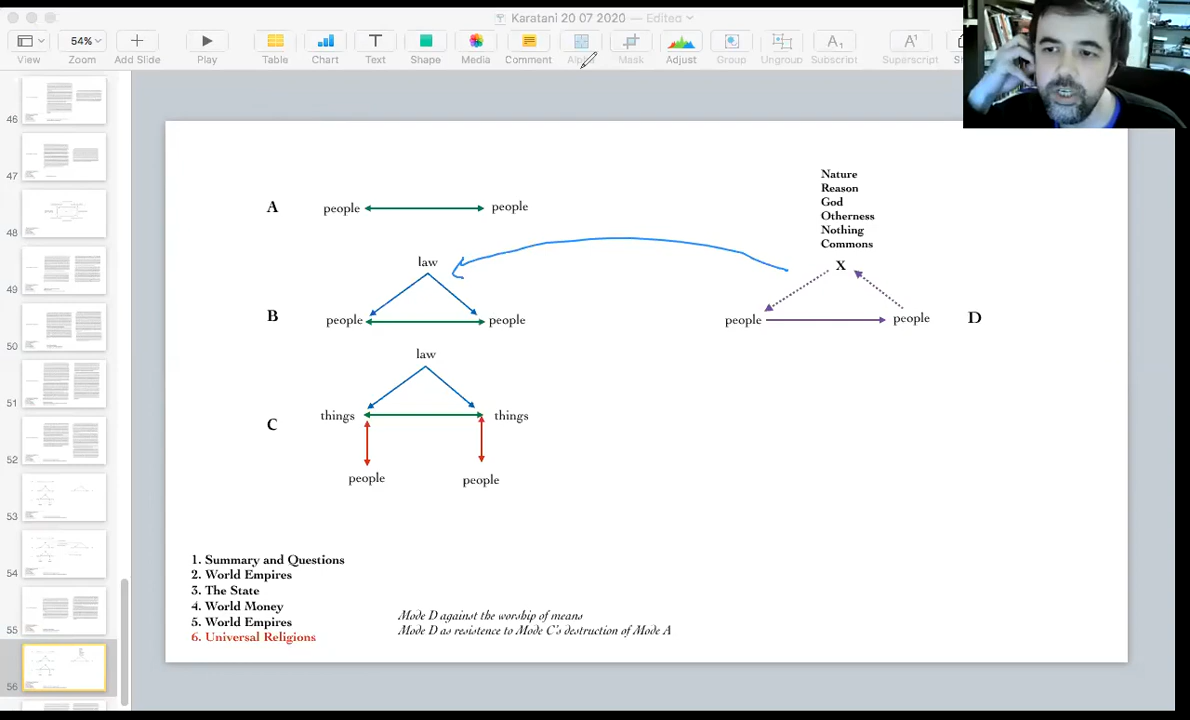 Karatani 20 07 2020 — Edited
54%
View Zoom Add Slide Play Table Chart Text Shape Media Comment Mask Adjust Group Ungroup Subscript Superscript
46
47
48
49
50
51
52
53
54
55
56
A
people people
law
B
people people
law
C
things things
people people
Nature
Reason
God
Otherness
Nothing
Commons
X
people people D
1. Summary and Questions
2. World Empires
3. The State
4. World Money
5. World Empires
6. Universal Religions
Mode D against the worship of means
Mode D as resistence to Mode C's destruction of Mode A